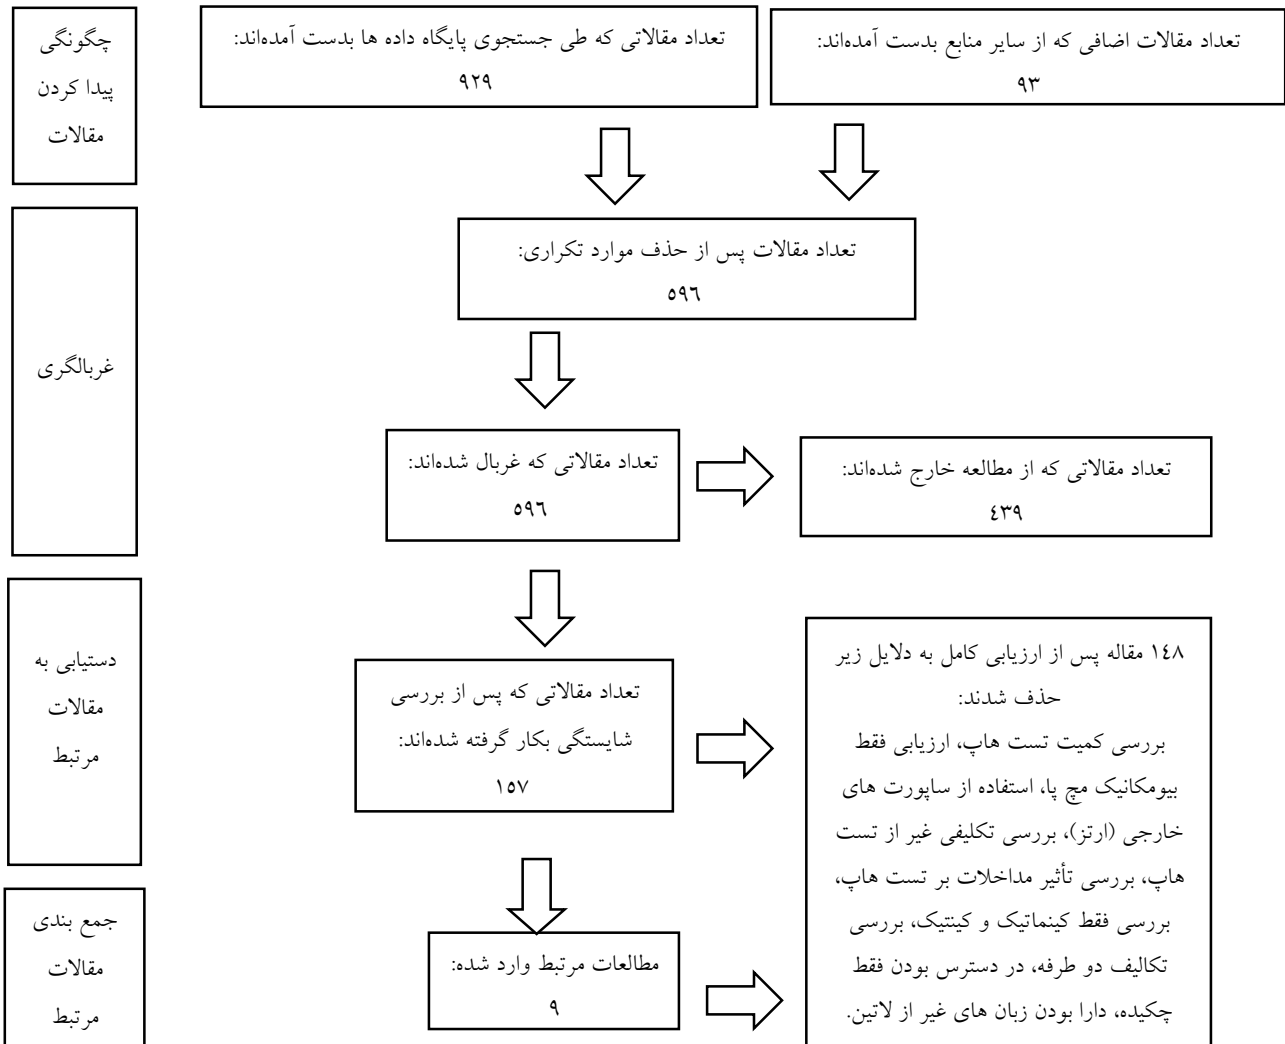 چگونگی
پیدا کردن
مقالات
تعداد مقالات اضافی که از سایر منابع بدست آمده‌اند:
۹۳
تعداد مقالاتی که طی جستجوی پایگاه داده ها بدست آمده‌اند:
۹۲۹
غربالگری
تعداد مقالات پس از حذف موارد تکراری:
۵۹۶
تعداد مقالاتی که غربال شده‌اند:
۵۹۶
تعداد مقالاتی که از مطالعه خارج شده‌اند:
۴۳۹
دستیابی به
مقالات
مرتبط
تعداد مقالاتی که پس از بررسی
شایستگی بکار گرفته شده‌اند:
۱۵۷
۱۴۸ مقاله پس از ارزیابی کامل به دلایل زیر
حذف شدند:
بررسی کمیت تست هاپ، ارزیابی فقط
بیومکانیک مچ پا، استفاده از ساپورت های
خارجی (ارتز)، بررسی تکلیفی غیر از تست
هاپ، بررسی تأثیر مداخلات بر تست هاپ،
بررسی فقط کینماتیک و کینتیک، بررسی
تکالیف دو طرفه، در دسترس بودن فقط
چکیده، دارا بودن زبان های غیر از لاتین.
جمع بندی
مقالات
مرتبط
مطالعات مرتبط وارد شده:
۹